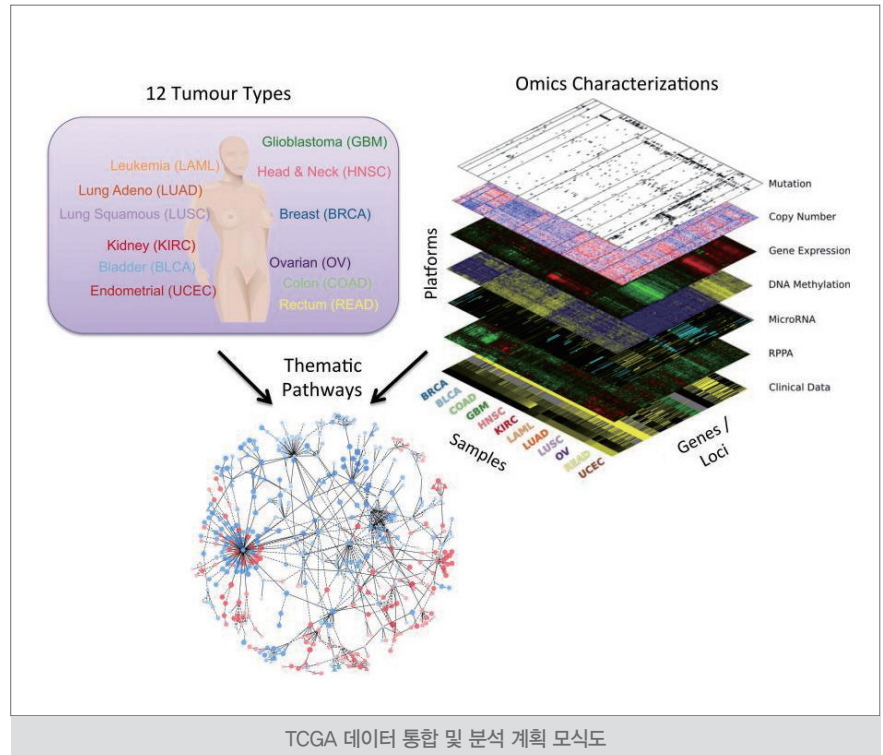 12 Tumour Types
Glioblastoma (GBM)
Leukemia (LAML)
Head & Neck (HNSC)
Lung Adeno (LUAD)
Lung Squamous (LUSC)
Breast (BRCA)
Kidney (KIRC)
Ovarian (OV)
Bladder (BLCA)
Colon (COAD)
Endometrial (UCEC)
Rectum (READ)
Omics Characterizations
Mutation
Copy Number
Gene Expression
DNA Methylation
MicroRNA
RPPA
Clinical Data
Platforms
BRCA
BLCA
COAD
GBM
HNSC
KIRC
LAML
LUAD
LUSC
OV
READ
UCEC
Samples
Genes /
Loci
Thematic
Pathways
TCGA 데이터 통합 및 분석 계획 모식도